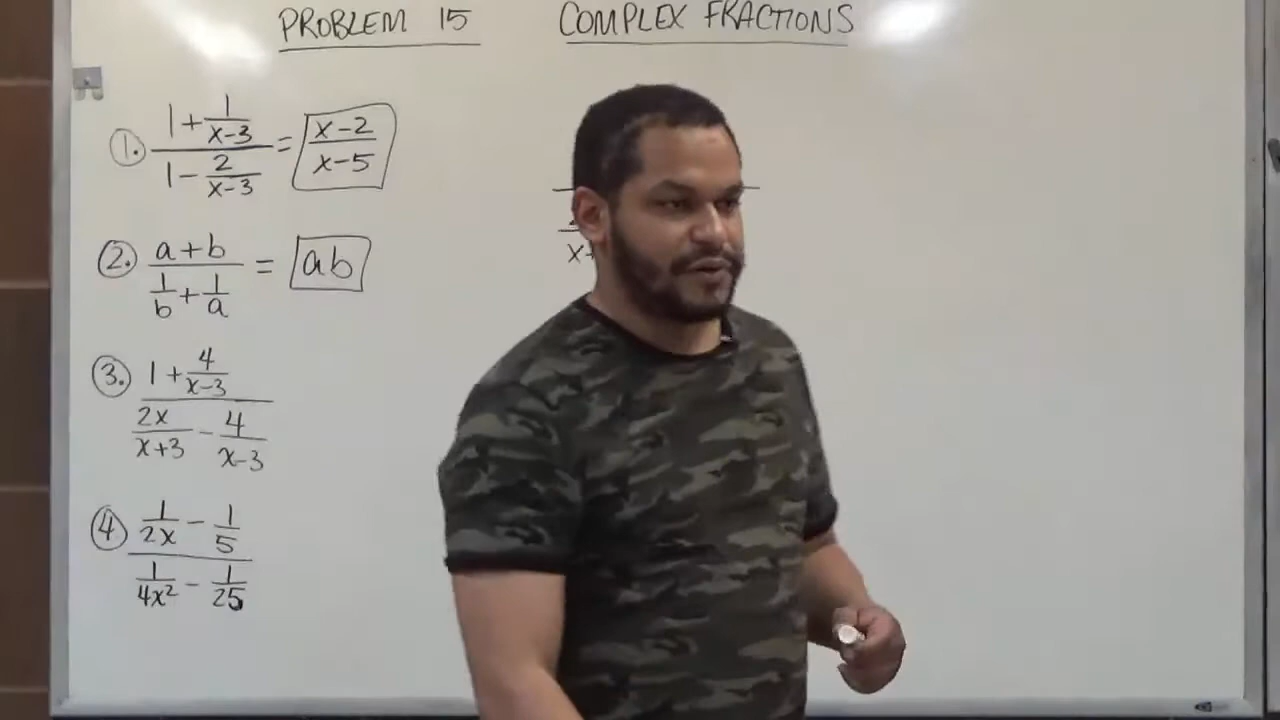 PROBLEM 15 COMPLEX FRACTIONS
1. (1 + 1/(x-3)) / (1 - 2/(x-3)) = (x-2)/(x-5)
2. (a+b) / (1/b + 1/a) = ab
3. (1 + 4/(x-3)) / (2x/(x+3) - 4/(x-3))
4 (1/2x - 1/5) / (1/4x² - 1/25)
x+